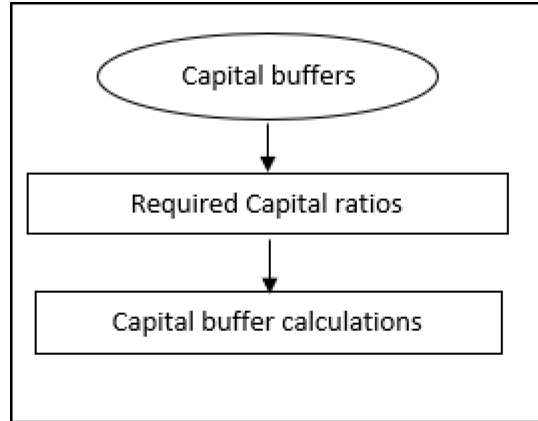 Capital buffers
Required Capital ratios
Capital buffer calculations